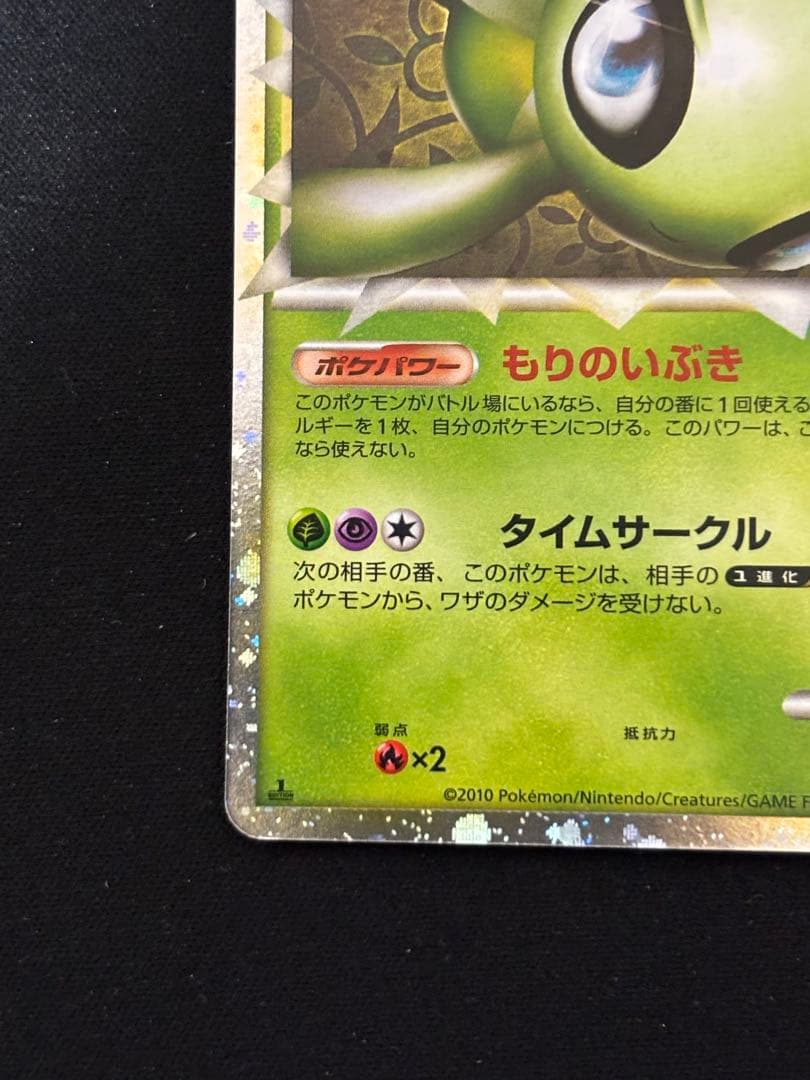 ポケパワー もりのいぶき
このポケモンがバトル場にいるなら、自分の番に1回使える
ルギーを1枚、自分のポケモンにつける。このパワーは、こ
なら使えない。
タイムサークル
次の相手の番、このポケモンは、相手の 1進化
ポケモンから、ワザのダメージを受けない。
弱点 抵抗力
×2
1 EDITION
©2010 Pokémon/Nintendo/Creatures/GAME F